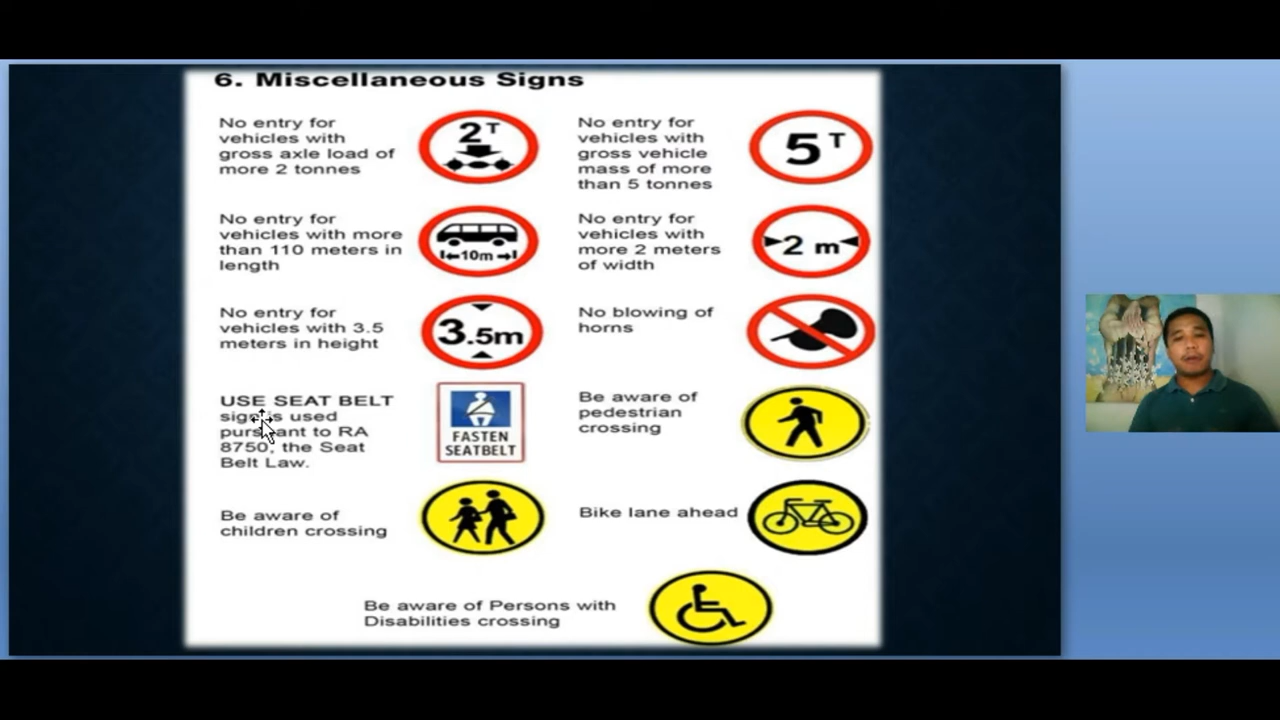 6. Miscellaneous Signs
No entry for
vehicles with
gross axle load of
more 2 tonnes
2T
No entry for
vehicles with
gross vehicle
mass of more
than 5 tonnes
5T
No entry for
vehicles with more
than 110 meters in
length
10m
No entry for
vehicles with
more 2 meters
of width
2 m
No entry for
vehicles with 3.5
meters in height
3.5m
No blowing of
horns
USE SEAT BELT
sign is used
pursuant to RA
8750, the Seat
Belt Law.
FASTEN
SEATBELT
Be aware of
pedestrian
crossing
Be aware of
children crossing
Bike lane ahead
Be aware of Persons with
Disabilities crossing